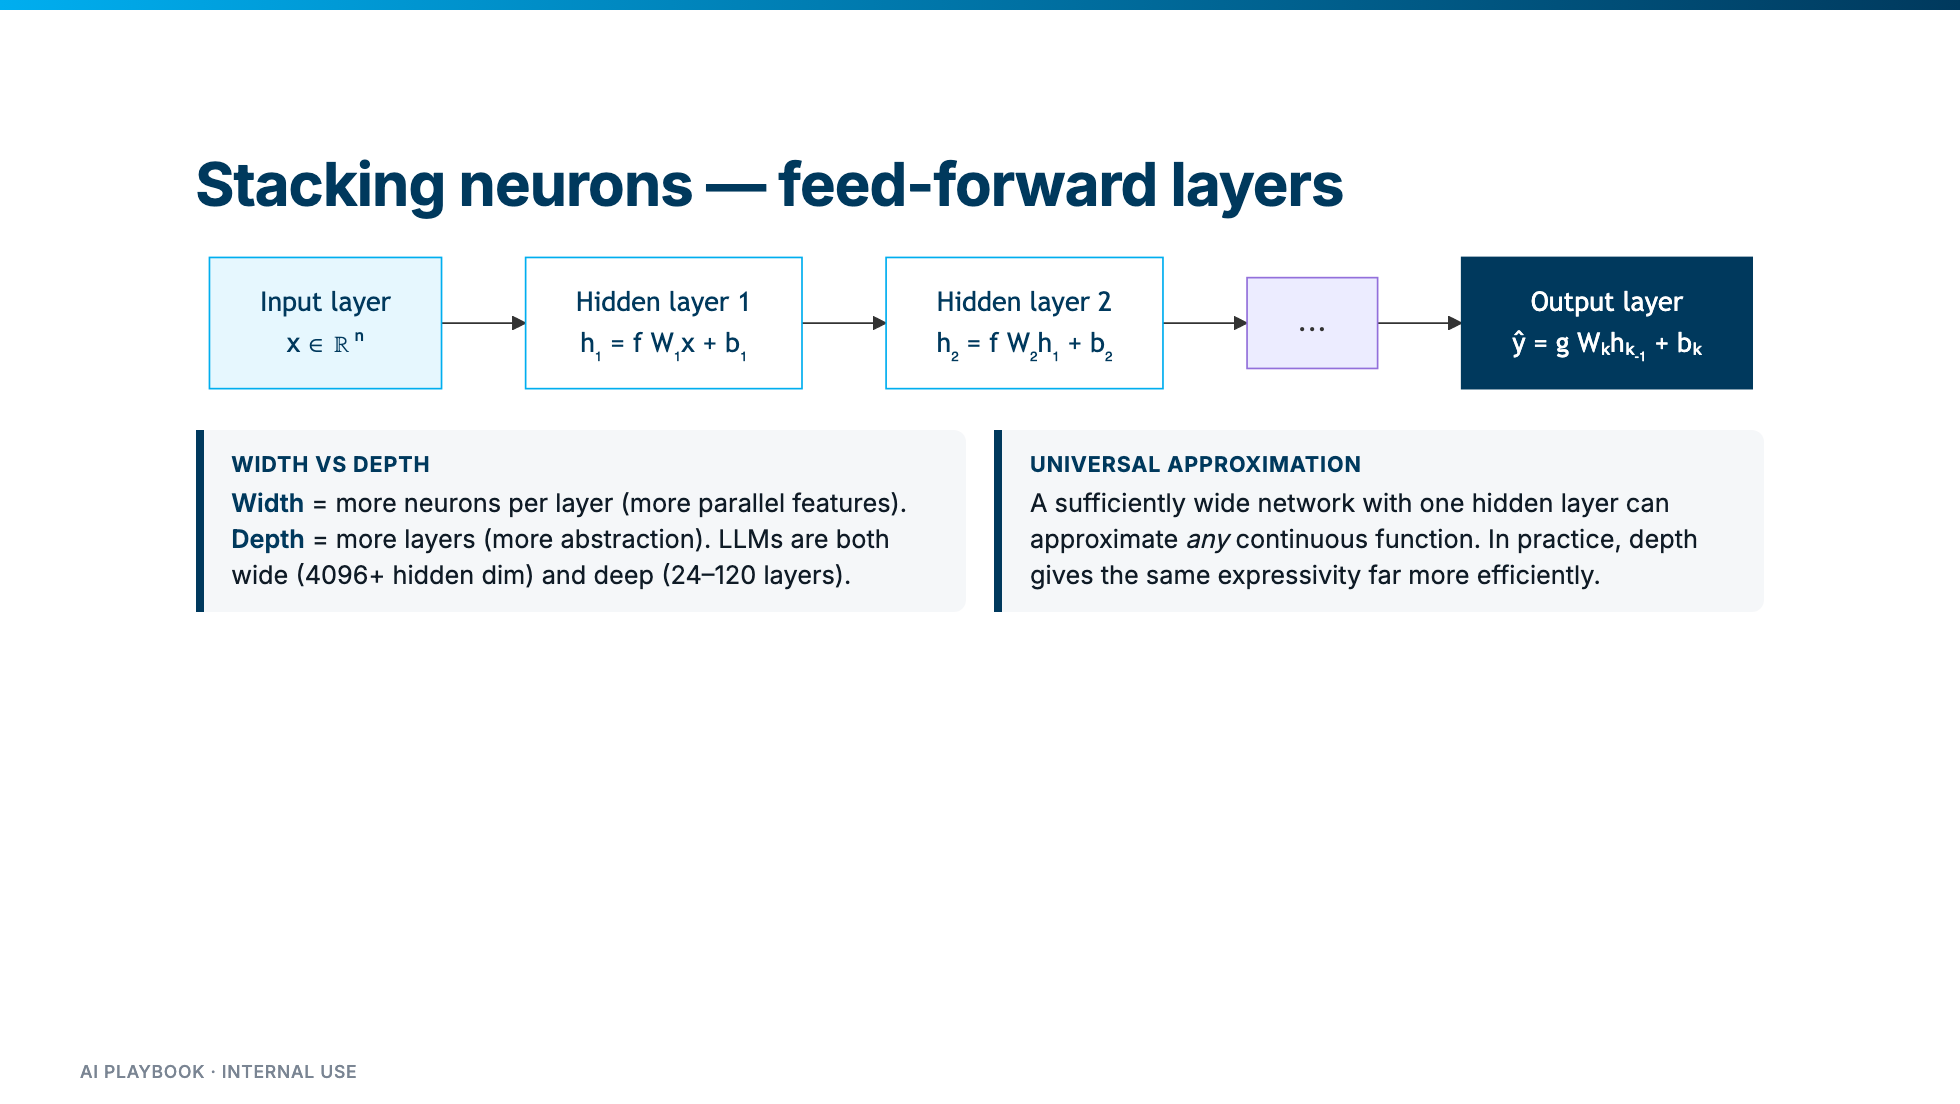 Stacking neurons — feed-forward layers
Input layer
x ∈ ℝ ⁿ
Hidden layer 1
h₁ = f W₁x + b₁
Hidden layer 2
h₂ = f W₂h₁ + b₂
...
Output layer
ŷ = g Wₖhₖ₋₁ + bₖ
WIDTH VS DEPTH
Width = more neurons per layer (more parallel features).
Depth = more layers (more abstraction). LLMs are both
wide (4096+ hidden dim) and deep (24–120 layers).
UNIVERSAL APPROXIMATION
A sufficiently wide network with one hidden layer can
approximate any continuous function. In practice, depth
gives the same expressivity far more efficiently.
AI PLAYBOOK · INTERNAL USE